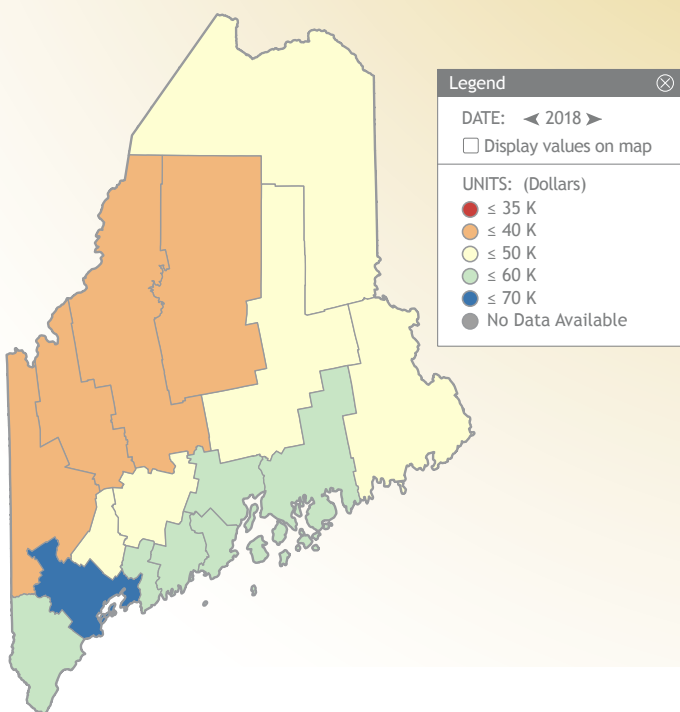 Legend
DATE: 2018
Display values on map
UNITS: (Dollars)
≤ 35 K
≤ 40 K
≤ 50 K
≤ 60 K
≤ 70 K
No Data Available